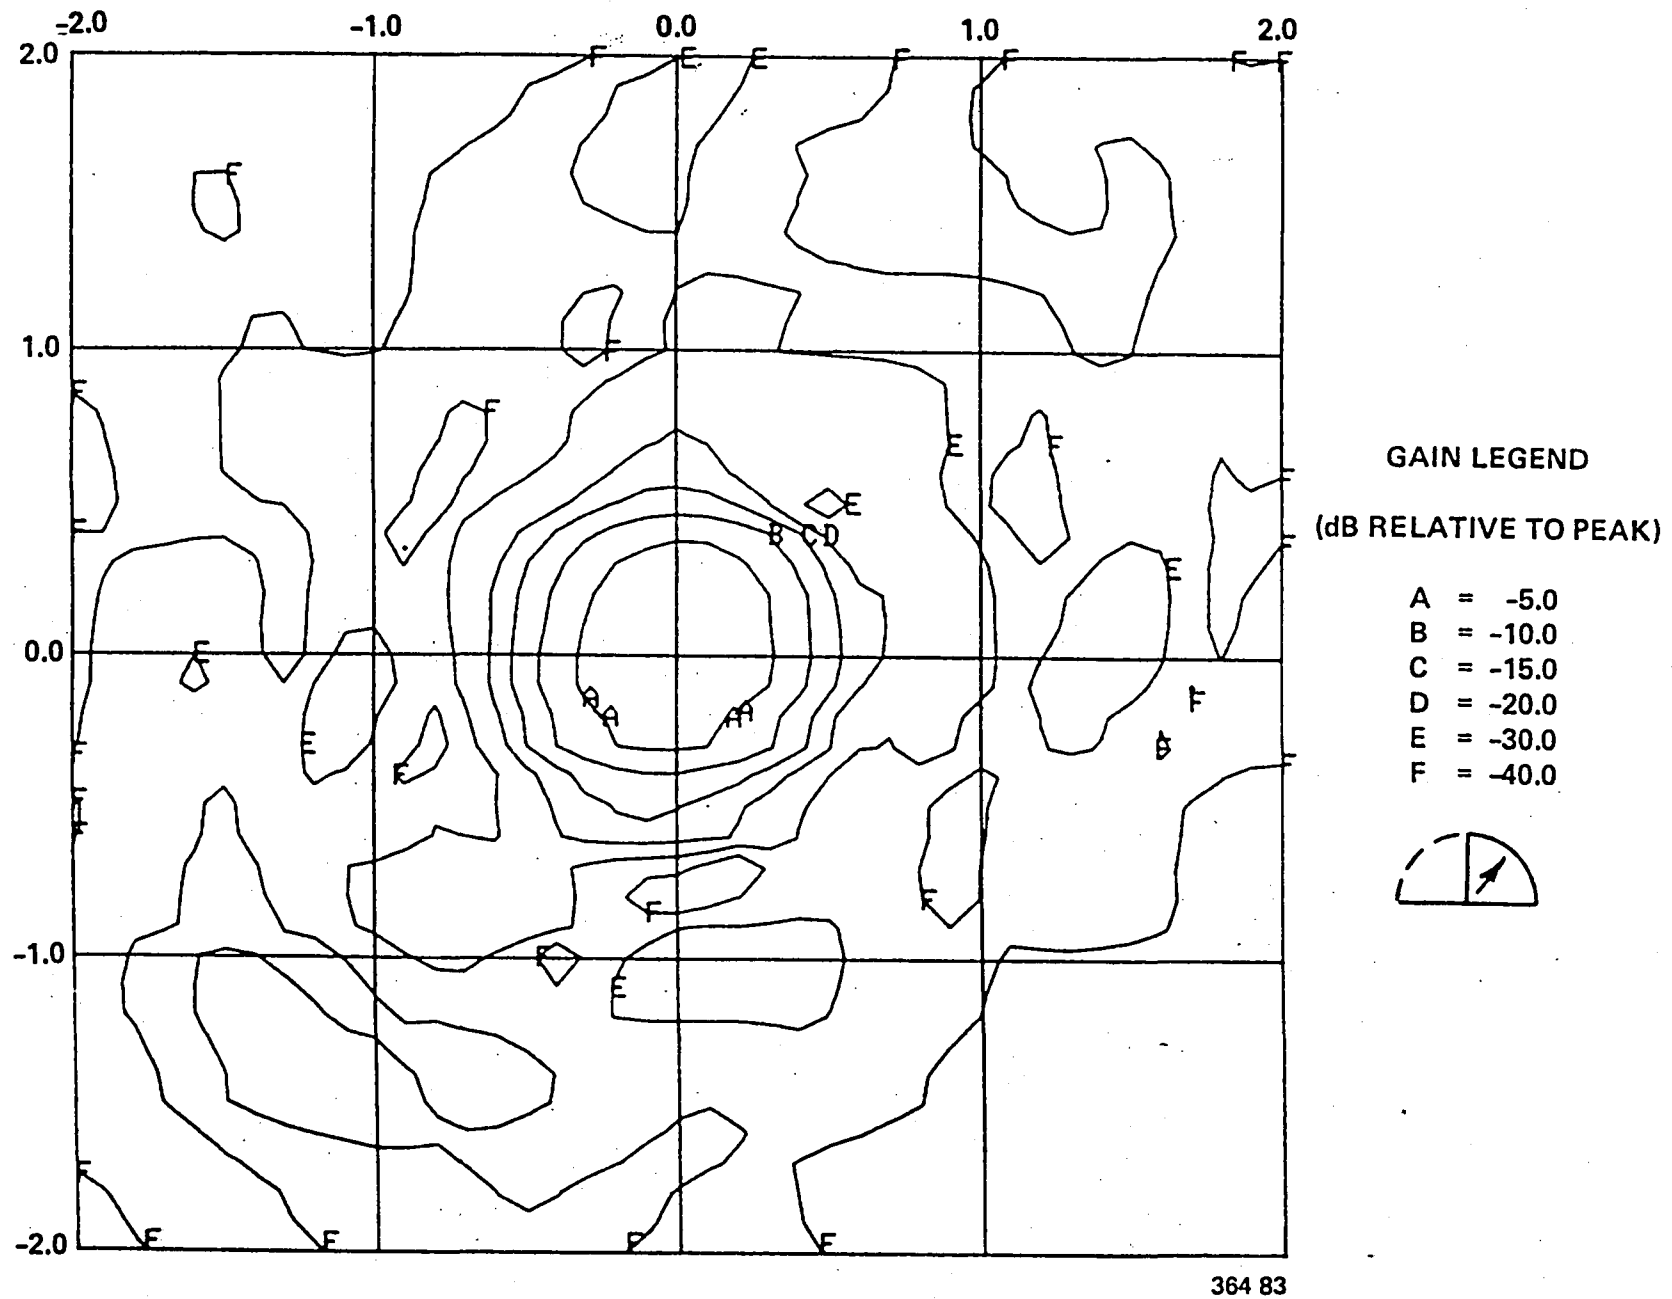 -2.0 -1.0 0.0 1.0 2.0
2.0
F E E F F F F
F
1.0
F
F
F
E F
F
E
GAIN LEGEND
F
B C D
F
F
(dB RELATIVE TO PEAK)
E
A = -5.0
B = -10.0
0.0
E
C = -15.0
A A A A
F
D = -20.0
E
F
E = -30.0
F
F
F = -40.0
F
F
F
-1.0
F
E
F
-2.0
F F F F
364 83